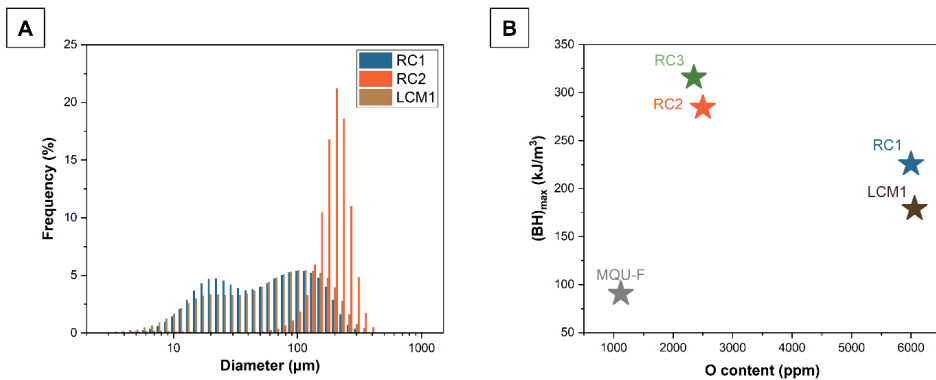 A
Frequency (%)
25
20
15
10
5
0
RC1
RC2
LCM1
10
100
1000
Diameter (µm)
B
(BH)max (kJ/m³)
350
300
250
200
150
100
50
RC3
RC2
RC1
LCM1
MQU-F
1000
2000
3000
4000
5000
6000
O content (ppm)